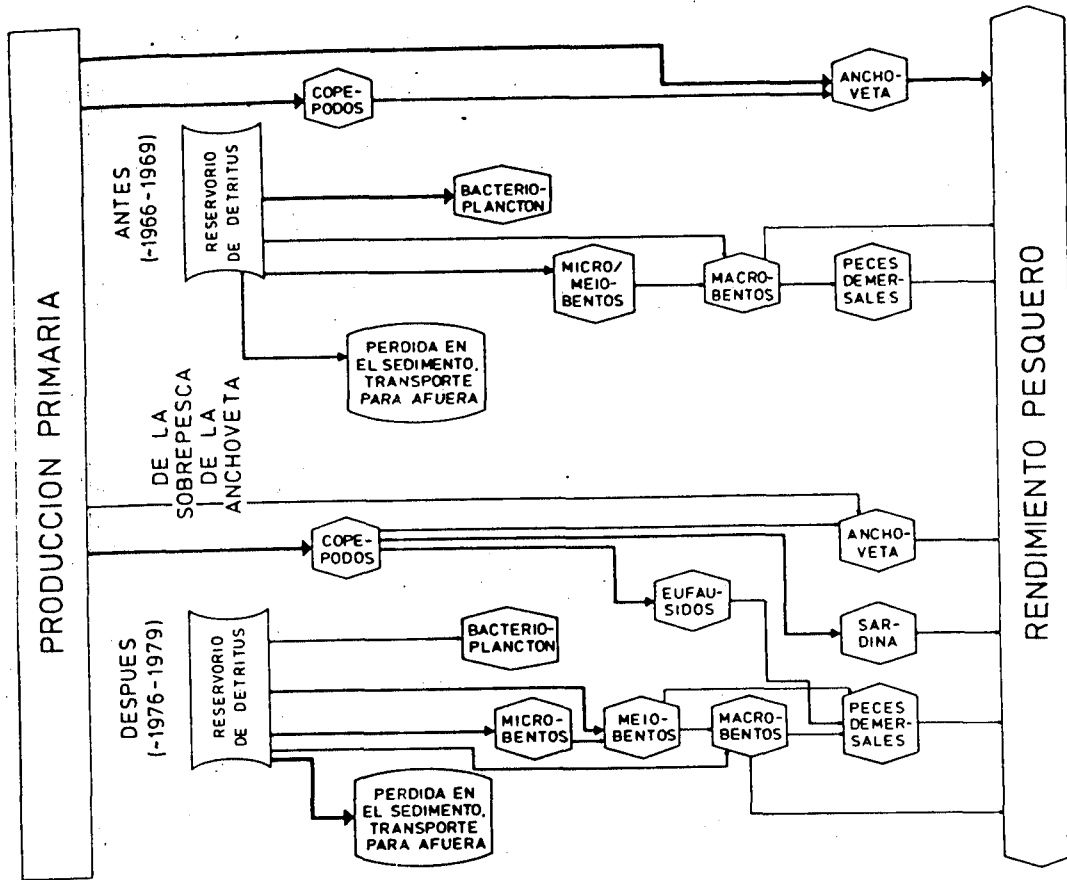 PRODUCCION PRIMARIA
ANTES
(~1966-1969)
RESERVORIO
DE DETRITUS
COPE-
PODOS
ANCHO-
VETA
BACTERIO-
PLANCTON
MICRO/
MEIO-
BENTOS
MACRO-
BENTOS
PECES
DEMER-
SALES
PERDIDA EN
EL SEDIMENTO,
TRANSPORTE
PARA AFUERA
DE LA
SOBREPESCA
DE LA
ANCHOVETA
DESPUES
(~1976-1979)
RESERVORIO
DE DETRITUS
COPE-
PODOS
ANCHO-
VETA
EUFAU-
SIDOS
BACTERIO-
PLANCTON
SAR-
DINA
MICRO-
BENTOS
MEIO-
BENTOS
MACRO-
BENTOS
PECES
DEMER-
SALES
PERDIDA EN
EL SEDIMENTO,
TRANSPORTE
PARA AFUERA
RENDIMIENTO PESQUERO